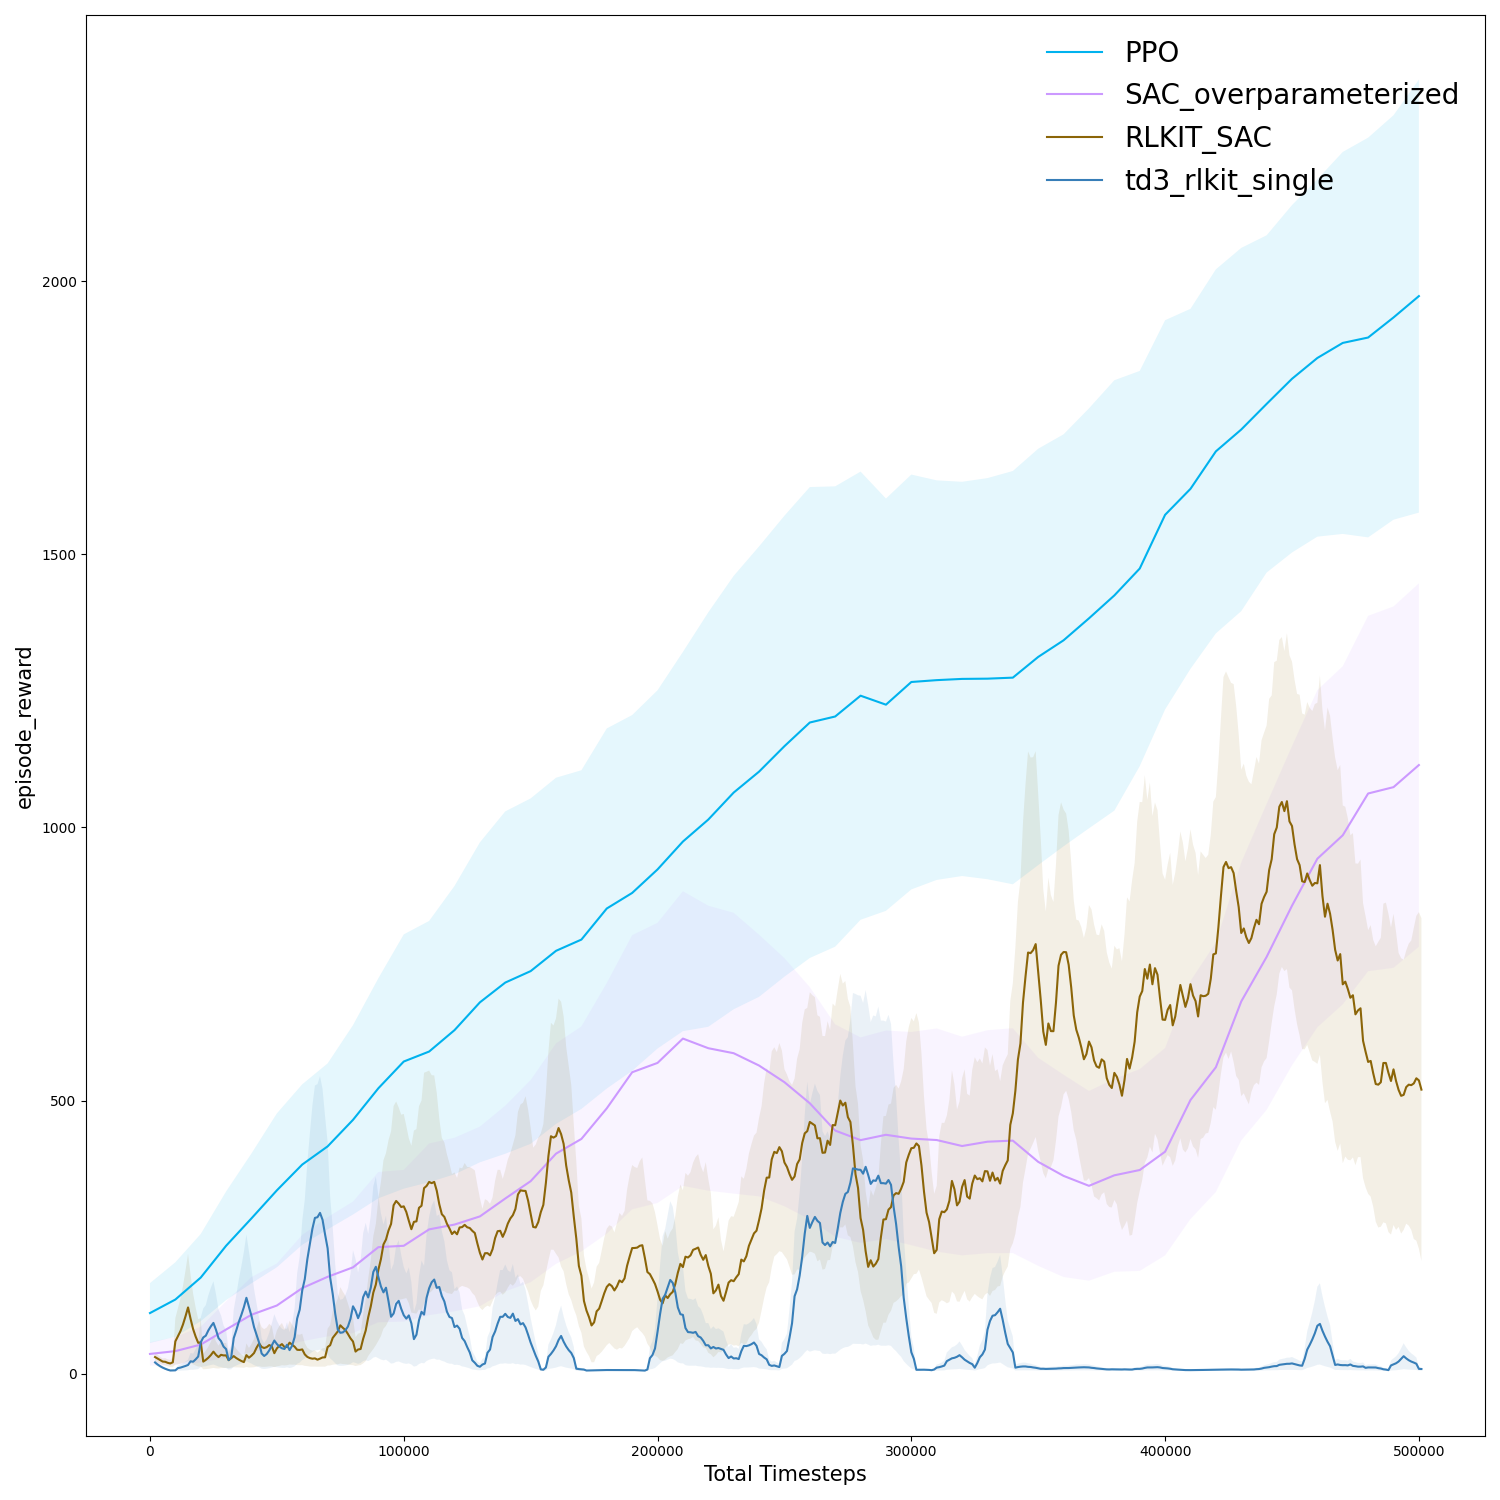 PPO
SAC_overparameterized
RLKIT_SAC
td3_rlkit_single
2000
1500
1000
500
0
episode_reward
0 100000 200000 300000 400000 500000
Total Timesteps